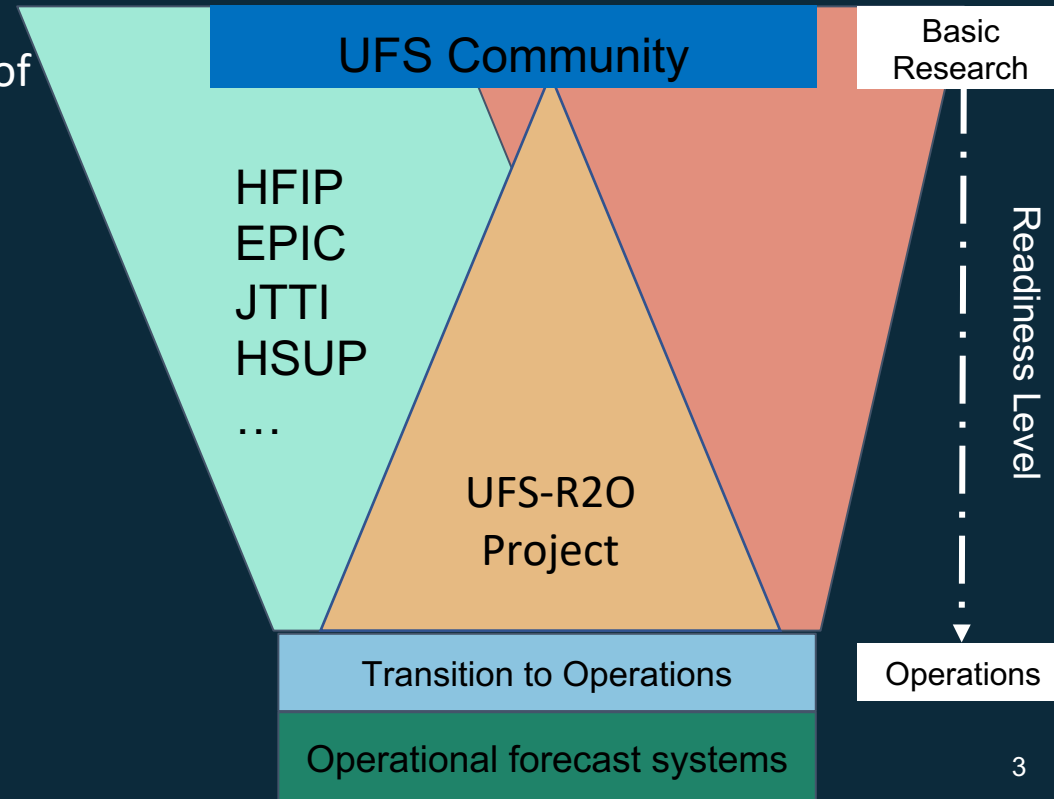 of
UFS Community
Basic
Research
HFIP
EPIC
JTTI
HSUP
…
Readiness Level
UFS-R2O
Project
Transition to Operations
Operations
Operational forecast systems
3